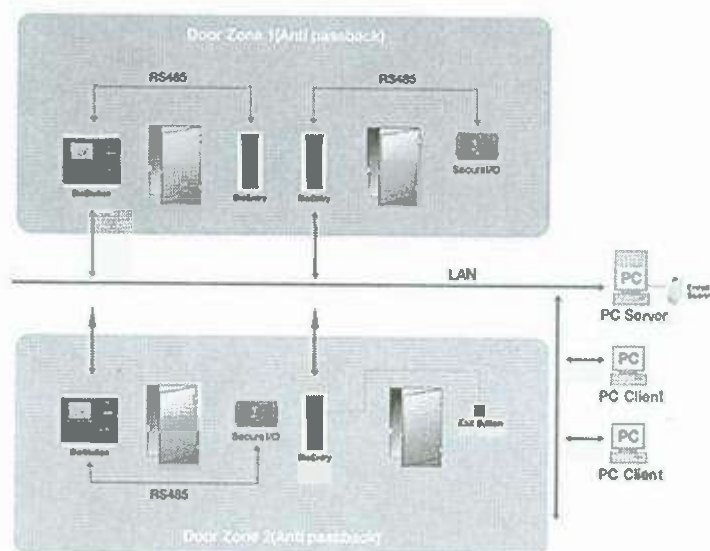 Door Zone 1(Anti passback)
RS485
RS485
BioStation
BioEntry
BioEntry
Secure I/O
LAN
PC
PC Server
PC
PC Client
PC
PC Client
BioStation
Secure I/O
BioEntry
Exit Button
RS485
Door Zone 2(Anti passback)